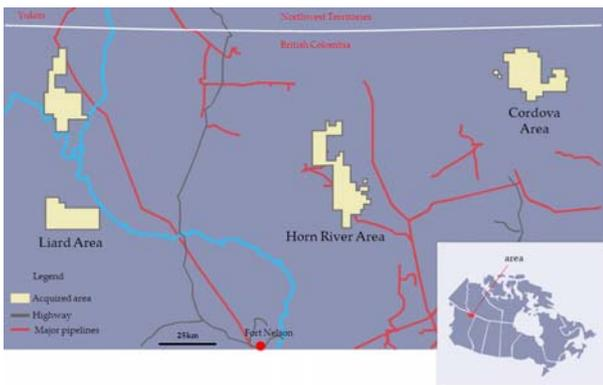 Yukon
Northwest Territories
British Colombia
Cordova
Area
Horn River Area
Liard Area
area
Legend
Acquired area
Highway
Major pipelines
25km
Fort Nelson